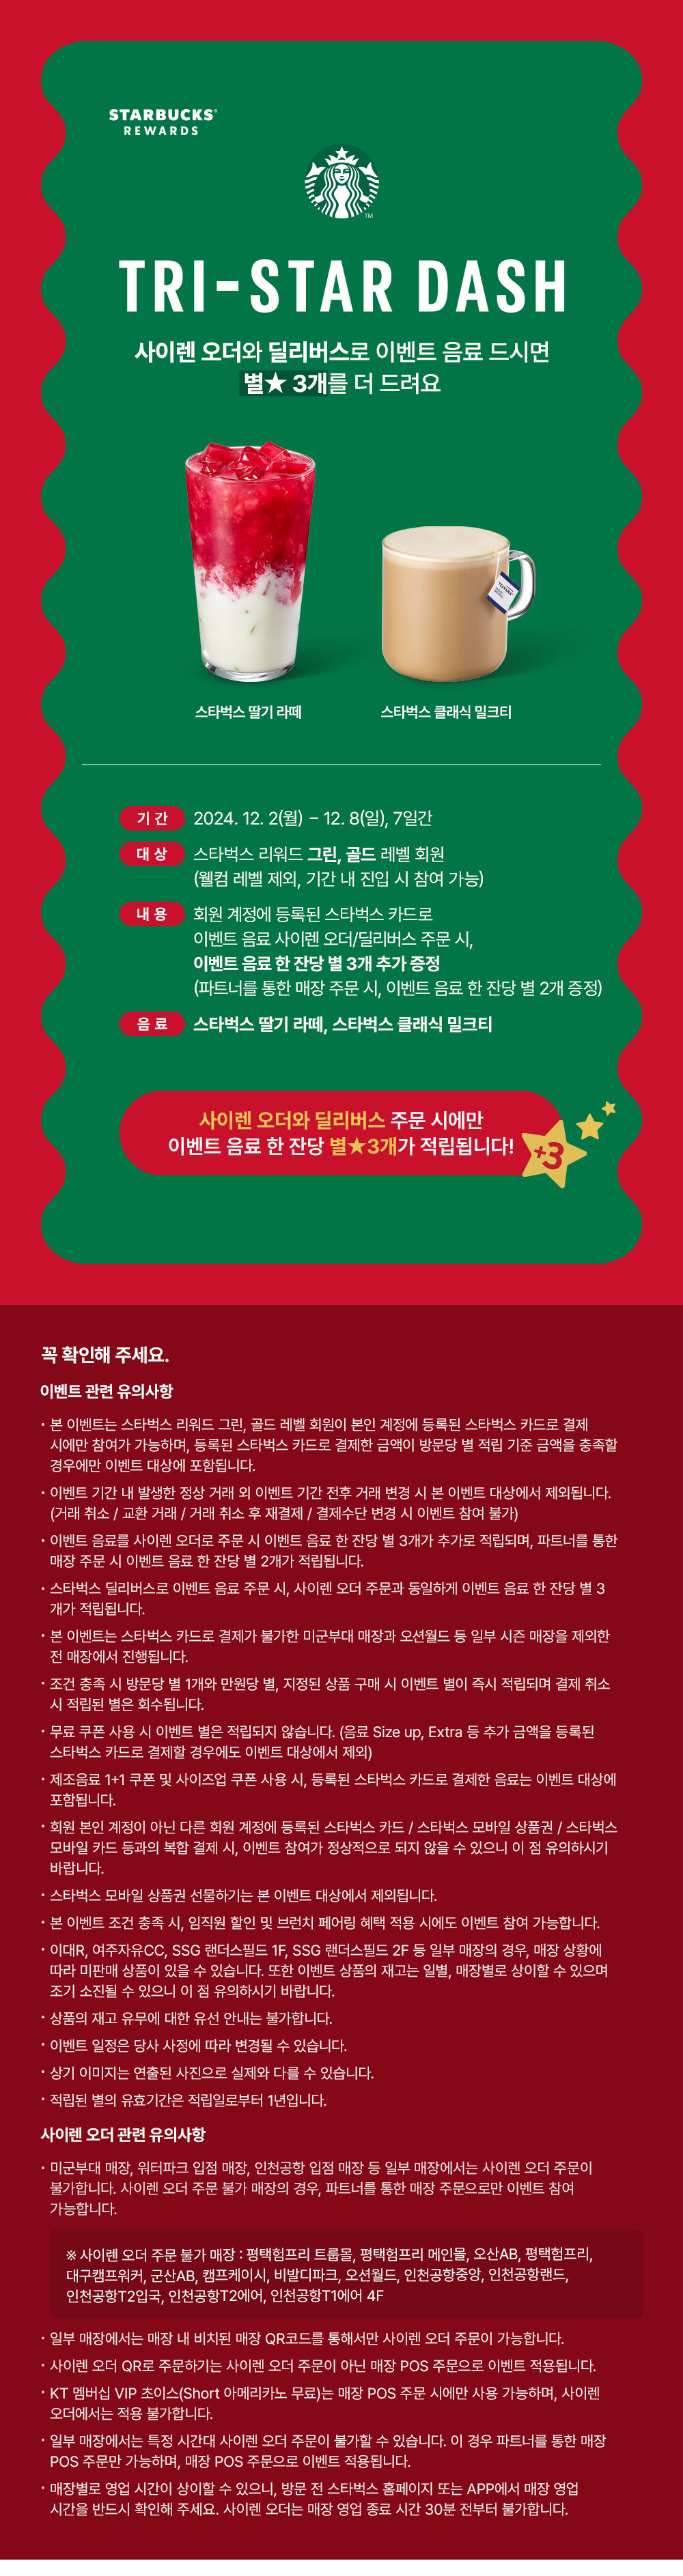 STARBUCKS®
REWARDS
TM
TRI-STAR DASH
사이렌 오더와 딜리버스로 이벤트 음료 드시면
별★ 3개를 더 드려요
스타벅스 딸기 라떼
스타벅스 클래식 밀크티
기 간 2024. 12. 2(월) – 12. 8(일), 7일간
대 상 스타벅스 리워드 그린, 골드 레벨 회원
(웰컴 레벨 제외, 기간 내 진입 시 참여 가능)
내 용 회원 계정에 등록된 스타벅스 카드로
이벤트 음료 사이렌 오더/딜리버스 주문 시,
이벤트 음료 한 잔당 별 3개 추가 증정
(파트너를 통한 매장 주문 시, 이벤트 음료 한 잔당 별 2개 증정)
음 료 스타벅스 딸기 라떼, 스타벅스 클래식 밀크티
사이렌 오더와 딜리버스 주문 시에만
이벤트 음료 한 잔당 별★3개가 적립됩니다!
+3
꼭 확인해 주세요.
이벤트 관련 유의사항
• 본 이벤트는 스타벅스 리워드 그린, 골드 레벨 회원이 본인 계정에 등록된 스타벅스 카드로 결제
시에만 참여가 가능하며, 등록된 스타벅스 카드로 결제한 금액이 방문당 별 적립 기준 금액을 충족할
경우에만 이벤트 대상에 포함됩니다.
• 이벤트 기간 내 발생한 정상 거래 외 이벤트 기간 전후 거래 변경 시 본 이벤트 대상에서 제외됩니다.
(거래 취소 / 교환 거래 / 거래 취소 후 재결제 / 결제수단 변경 시 이벤트 참여 불가)
• 이벤트 음료를 사이렌 오더로 주문 시 이벤트 음료 한 잔당 별 3개가 추가로 적립되며, 파트너를 통한
매장 주문 시 이벤트 음료 한 잔당 별 2개가 적립됩니다.
• 스타벅스 딜리버스로 이벤트 음료 주문 시, 사이렌 오더 주문과 동일하게 이벤트 음료 한 잔당 별 3
개가 적립됩니다.
• 본 이벤트는 스타벅스 카드로 결제가 불가한 미군부대 매장과 오션월드 등 일부 시즌 매장을 제외한
전 매장에서 진행됩니다.
• 조건 충족 시 방문당 별 1개와 만원당 별, 지정된 상품 구매 시 이벤트 별이 즉시 적립되며 결제 취소
시 적립된 별은 회수됩니다.
• 무료 쿠폰 사용 시 이벤트 별은 적립되지 않습니다. (음료 Size up, Extra 등 추가 금액을 등록된
스타벅스 카드로 결제할 경우에도 이벤트 대상에서 제외)
• 제조음료 1+1 쿠폰 및 사이즈업 쿠폰 사용 시, 등록된 스타벅스 카드로 결제한 음료는 이벤트 대상에
포함됩니다.
• 회원 본인 계정이 아닌 다른 회원 계정에 등록된 스타벅스 카드 / 스타벅스 모바일 상품권 / 스타벅스
모바일 카드 등과의 복합 결제 시, 이벤트 참여가 정상적으로 되지 않을 수 있으니 이 점 유의하시기
바랍니다.
• 스타벅스 모바일 상품권 선물하기는 본 이벤트 대상에서 제외됩니다.
• 본 이벤트 조건 충족 시, 임직원 할인 및 브런치 페어링 혜택 적용 시에도 이벤트 참여 가능합니다.
• 이대R, 여주자유CC, SSG 랜더스필드 1F, SSG 랜더스필드 2F 등 일부 매장의 경우, 매장 상황에
따라 미판매 상품이 있을 수 있습니다. 또한 이벤트 상품의 재고는 일별, 매장별로 상이할 수 있으며
조기 소진될 수 있으니 이 점 유의하시기 바랍니다.
• 상품의 재고 유무에 대한 유선 안내는 불가합니다.
• 이벤트 일정은 당사 사정에 따라 변경될 수 있습니다.
• 상기 이미지는 연출된 사진으로 실제와 다를 수 있습니다.
• 적립된 별의 유효기간은 적립일로부터 1년입니다.
사이렌 오더 관련 유의사항
• 미군부대 매장, 워터파크 입점 매장, 인천공항 입점 매장 등 일부 매장에서는 사이렌 오더 주문이
불가합니다. 사이렌 오더 주문 불가 매장의 경우, 파트너를 통한 매장 주문으로만 이벤트 참여
가능합니다.
※ 사이렌 오더 주문 불가 매장 : 평택험프리 트룹몰, 평택험프리 메인몰, 오산AB, 평택험프리,
대구캠프워커, 군산AB, 캠프케이시, 비발디파크, 오션월드, 인천공항중앙, 인천공항랜드,
인천공항T2입국, 인천공항T2에어, 인천공항T1에어 4F
• 일부 매장에서는 매장 내 비치된 매장 QR코드를 통해서만 사이렌 오더 주문이 가능합니다.
• 사이렌 오더 QR로 주문하기는 사이렌 오더 주문이 아닌 매장 POS 주문으로 이벤트 적용됩니다.
• KT 멤버십 VIP 초이스(Short 아메리카노 무료)는 매장 POS 주문 시에만 사용 가능하며, 사이렌
오더에서는 적용 불가합니다.
• 일부 매장에서는 특정 시간대 사이렌 오더 주문이 불가할 수 있습니다. 이 경우 파트너를 통한 매장
POS 주문만 가능하며, 매장 POS 주문으로 이벤트 적용됩니다.
• 매장별로 영업 시간이 상이할 수 있으니, 방문 전 스타벅스 홈페이지 또는 APP에서 매장 영업
시간을 반드시 확인해 주세요. 사이렌 오더는 매장 영업 종료 시간 30분 전부터 불가합니다.